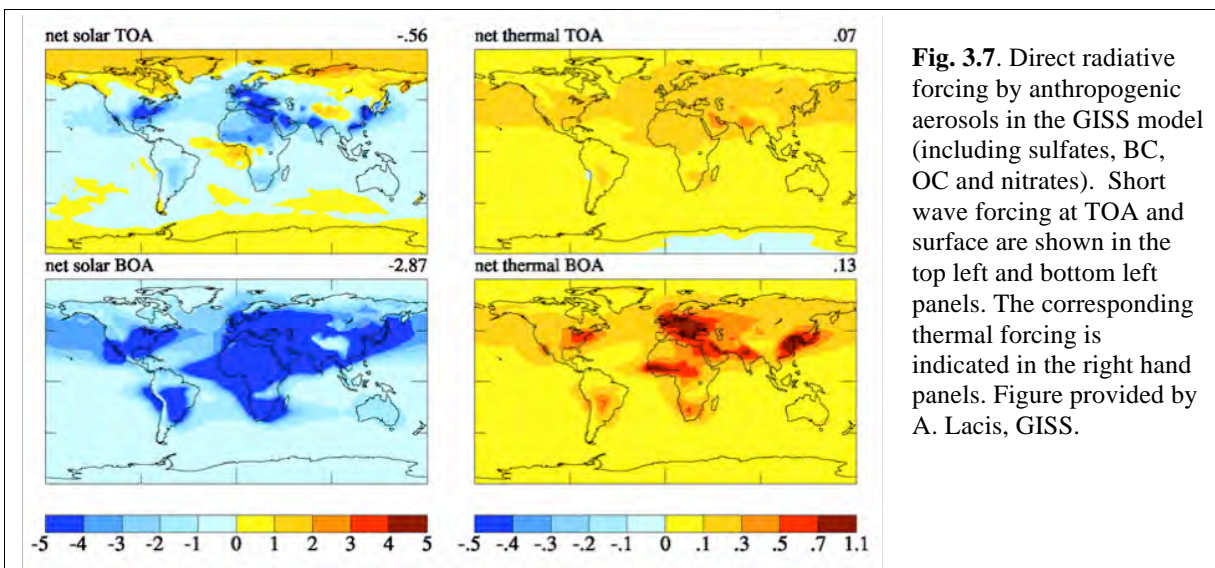 net solar TOA -.56
net thermal TOA .07
net solar BOA -2.87
net thermal BOA .13
-5 -4 -3 -2 -1 0 1 2 3 4 5
-.5 -.4 -.3 -.2 -.1 0 .1 .3 .5 .7 1.1
Fig. 3.7. Direct radiative
forcing by anthropogenic
aerosols in the GISS model
(including sulfates, BC,
OC and nitrates). Short
wave forcing at TOA and
surface are shown in the
top left and bottom left
panels. The corresponding
thermal forcing is
indicated in the right hand
panels. Figure provided by
A. Lacis, GISS.